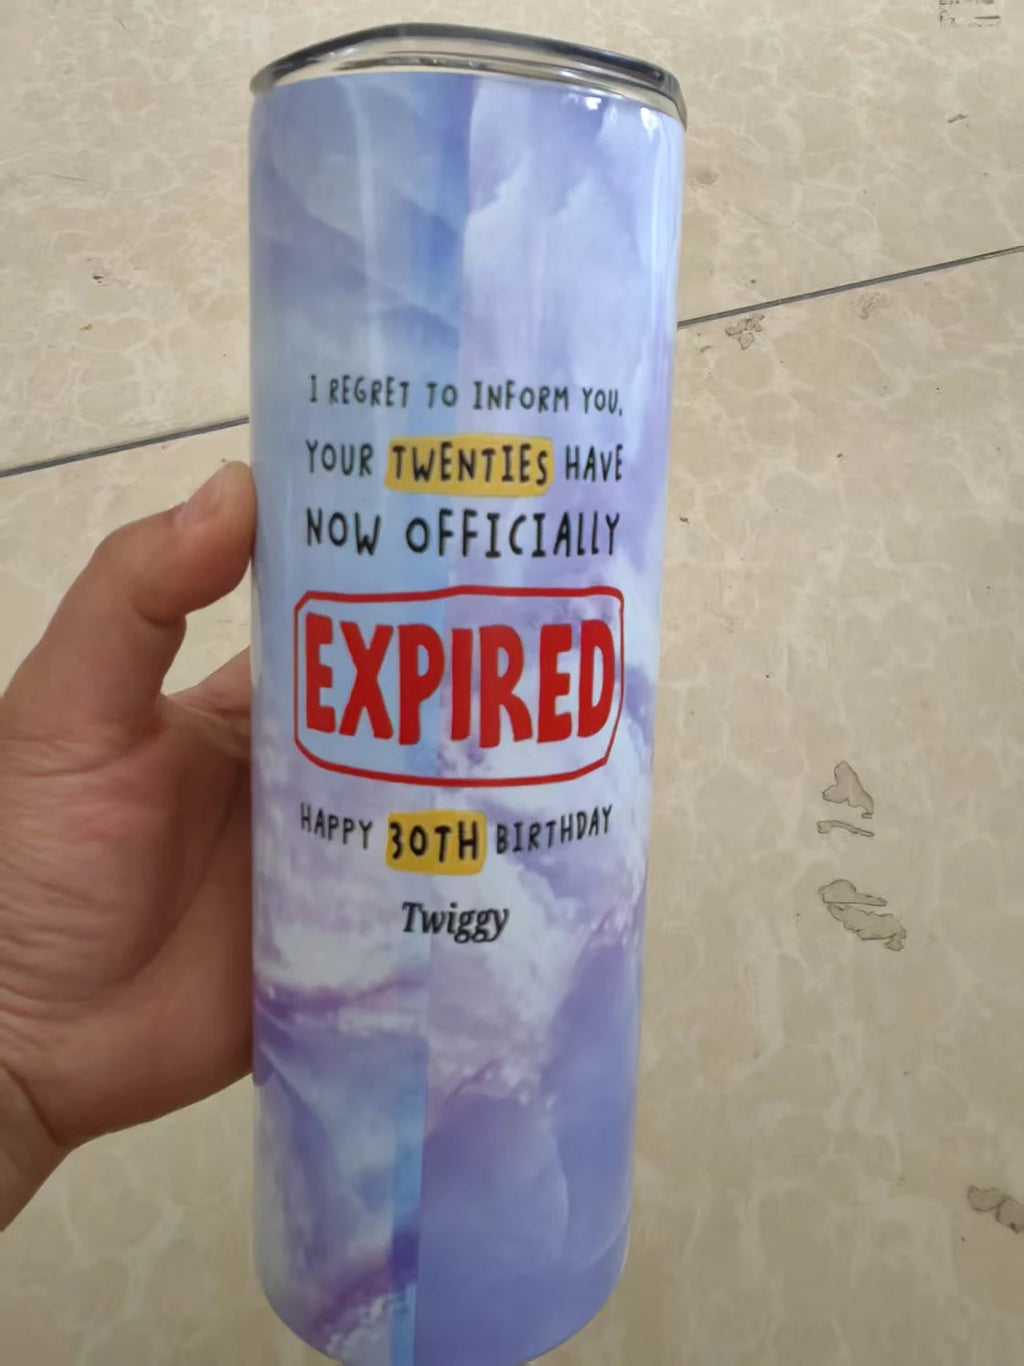 I REGRET TO INFORM YOU,
YOUR TWENTIES HAVE
NOW OFFICIALLY
EXPIRED
HAPPY 30TH BIRTHDAY
Twiggy